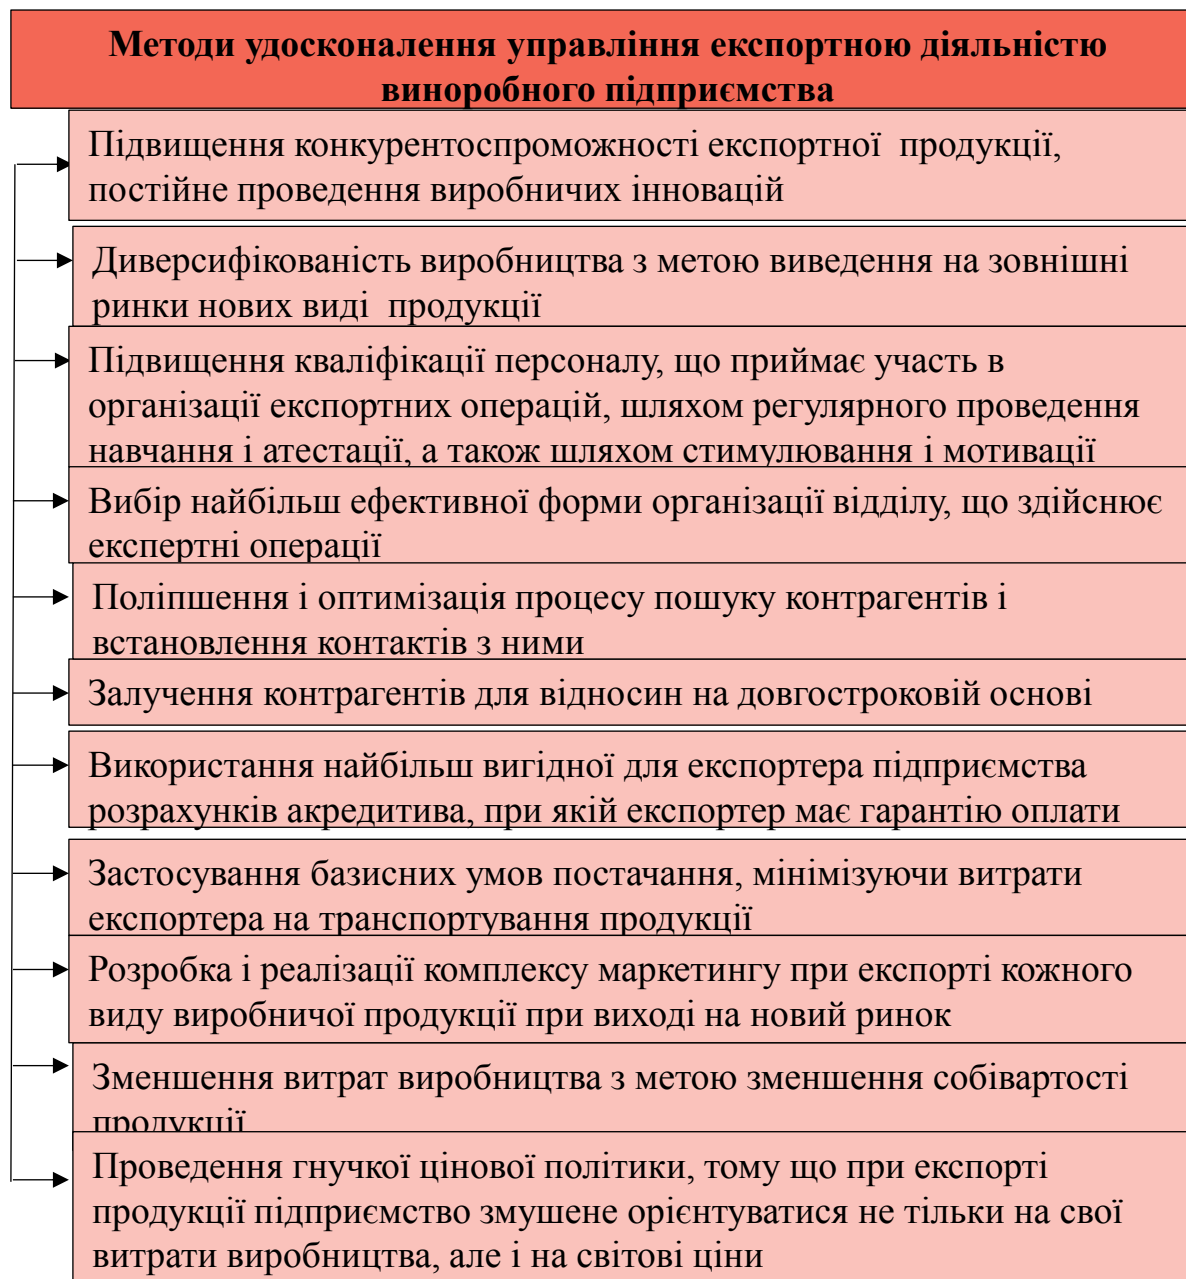 Методи удосконалення управління експортною діяльністю
виноробного підприємства
Підвищення конкурентоспроможності експортної продукції,
постійне проведення виробничих інновацій
Диверсифікованість виробництва з метою виведення на зовнішні
ринки нових виді продукції
Підвищення кваліфікації персоналу, що приймає участь в
організації експортних операцій, шляхом регулярного проведення
навчання і атестації, а також шляхом стимулювання і мотивації
Вибір найбільш ефективної форми організації відділу, що здійснює
експертні операції
Поліпшення і оптимізація процесу пошуку контрагентів і
встановлення контактів з ними
Залучення контрагентів для відносин на довгостроковій основі
Використання найбільш вигідної для експортера підприємства
розрахунків акредитива, при якій експортер має гарантію оплати
Застосування базисних умов постачання, мінімізуючи витрати
експортера на транспортування продукції
Розробка і реалізації комплексу маркетингу при експорті кожного
виду виробничої продукції при виході на новий ринок
Зменшення витрат виробництва з метою зменшення собівартості
продукції
Проведення гнучкої цінової політики, тому що при експорті
продукції підприємство змушене орієнтуватися не тільки на свої
витрати виробництва, але і на світові ціни